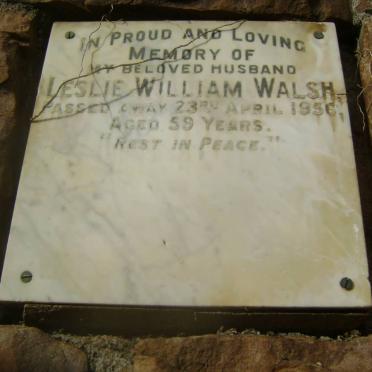 IN PROUD AND LOVING
MEMORY OF
MY BELOVED HUSBAND
LESLIE WILLIAM WALSH,
PASSED AWAY 23RD APRIL 1956,
AGED 59 YEARS.
"REST IN PEACE."